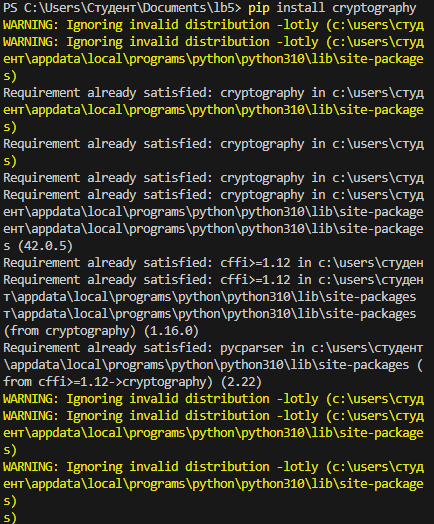 PS C:\Users\Студент\Documents\lb5> pip install cryptography
WARNING: Ignoring invalid distribution -lotly (c:\users\студ
WARNING: Ignoring invalid distribution -lotly (c:\users\студ
ент\appdata\local\programs\python\python310\lib\site-package
s)
Requirement already satisfied: cryptography in c:\users\студ
ент\appdata\local\programs\python\python310\lib\site-package
s)
Requirement already satisfied: cryptography in c:\users\студ
s)
Requirement already satisfied: cryptography in c:\users\студ
Requirement already satisfied: cryptography in c:\users\студ
ент\appdata\local\programs\python\python310\lib\site-package
ент\appdata\local\programs\python\python310\lib\site-package
s (42.0.5)
Requirement already satisfied: cffi>=1.12 in c:\users\студен
Requirement already satisfied: cffi>=1.12 in c:\users\студен
т\appdata\local\programs\python\python310\lib\site-packages
т\appdata\local\programs\python\python310\lib\site-packages
(from cryptography) (1.16.0)
Requirement already satisfied: pycparser in c:\users\студент
\appdata\local\programs\python\python310\lib\site-packages (
from cffi>=1.12->cryptography) (2.22)
WARNING: Ignoring invalid distribution -lotly (c:\users\студ
WARNING: Ignoring invalid distribution -lotly (c:\users\студ
ент\appdata\local\programs\python\python310\lib\site-package
s)
WARNING: Ignoring invalid distribution -lotly (c:\users\студ
ент\appdata\local\programs\python\python310\lib\site-package
s)
s)